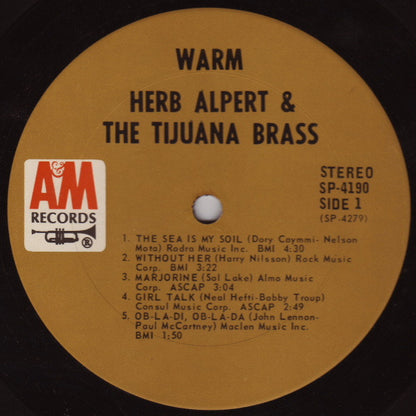 WARM
HERB ALPERT &
THE TIJUANA BRASS
A&M
RECORDS
®
STEREO
SP-4190
SIDE 1
(SP-4279)
1. THE SEA IS MY SOIL (Dory Caymmi- Nelson
Mota) Rodra Music Inc. BMI 4:30
2. WITHOUT HER (Harry Nilsson) Rock Music
Corp. BMI 3:22
3. MARJORINE (Sol Lake) Almo Music
Corp. ASCAP 3:04
4. GIRL TALK (Neal Hefti-Bobby Troup)
Consul Music Corp. ASCAP 2:49
5. OB-LA-DI, OB-LA-DA (John Lennon-
Paul McCartney) Maclen Music Inc.
BMI 1:50